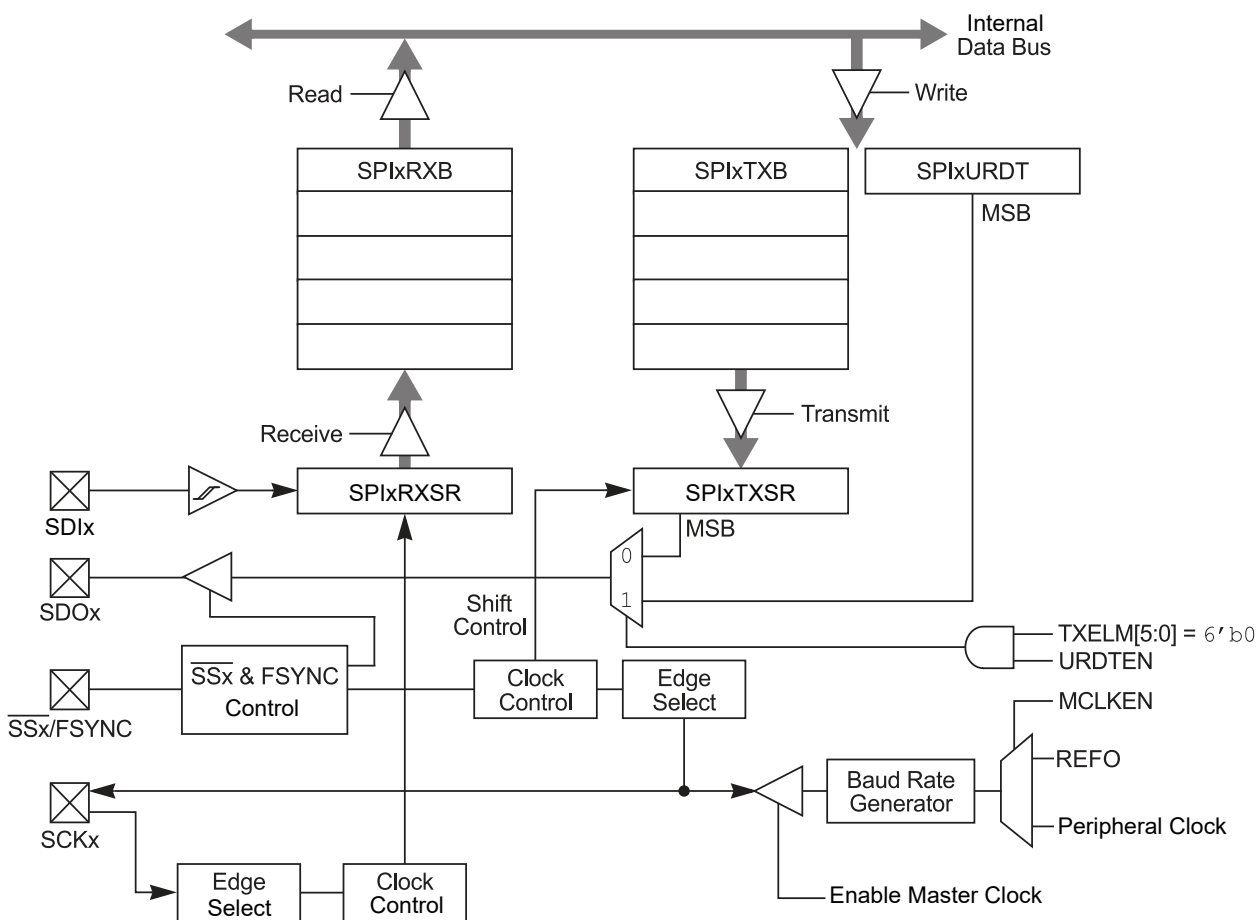 Internal
Data Bus
Read
Write
SPIxRXB
SPIxTXB
SPIxURDT
MSB
Transmit
Receive
SPIxRXSR
SPIxTXSR
SDIx
MSB
0
1
SDOx
Shift
Control
TXELM[5:0] = 6'b0
URDTEN
SSx & FSYNC
Control
Clock
Control
Edge
Select
SSx/FSYNC
MCLKEN
REFO
Baud Rate
Generator
Peripheral Clock
SCKx
Edge
Select
Clock
Control
Enable Master Clock